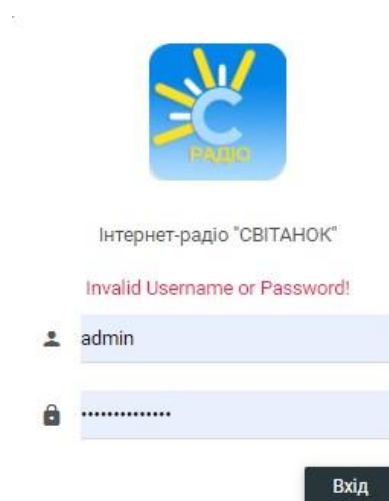 С
РАДІО
Інтернет-радіо "СВІТАНОК"
Invalid Username or Password!
admin
••••••••••••••
Вхід